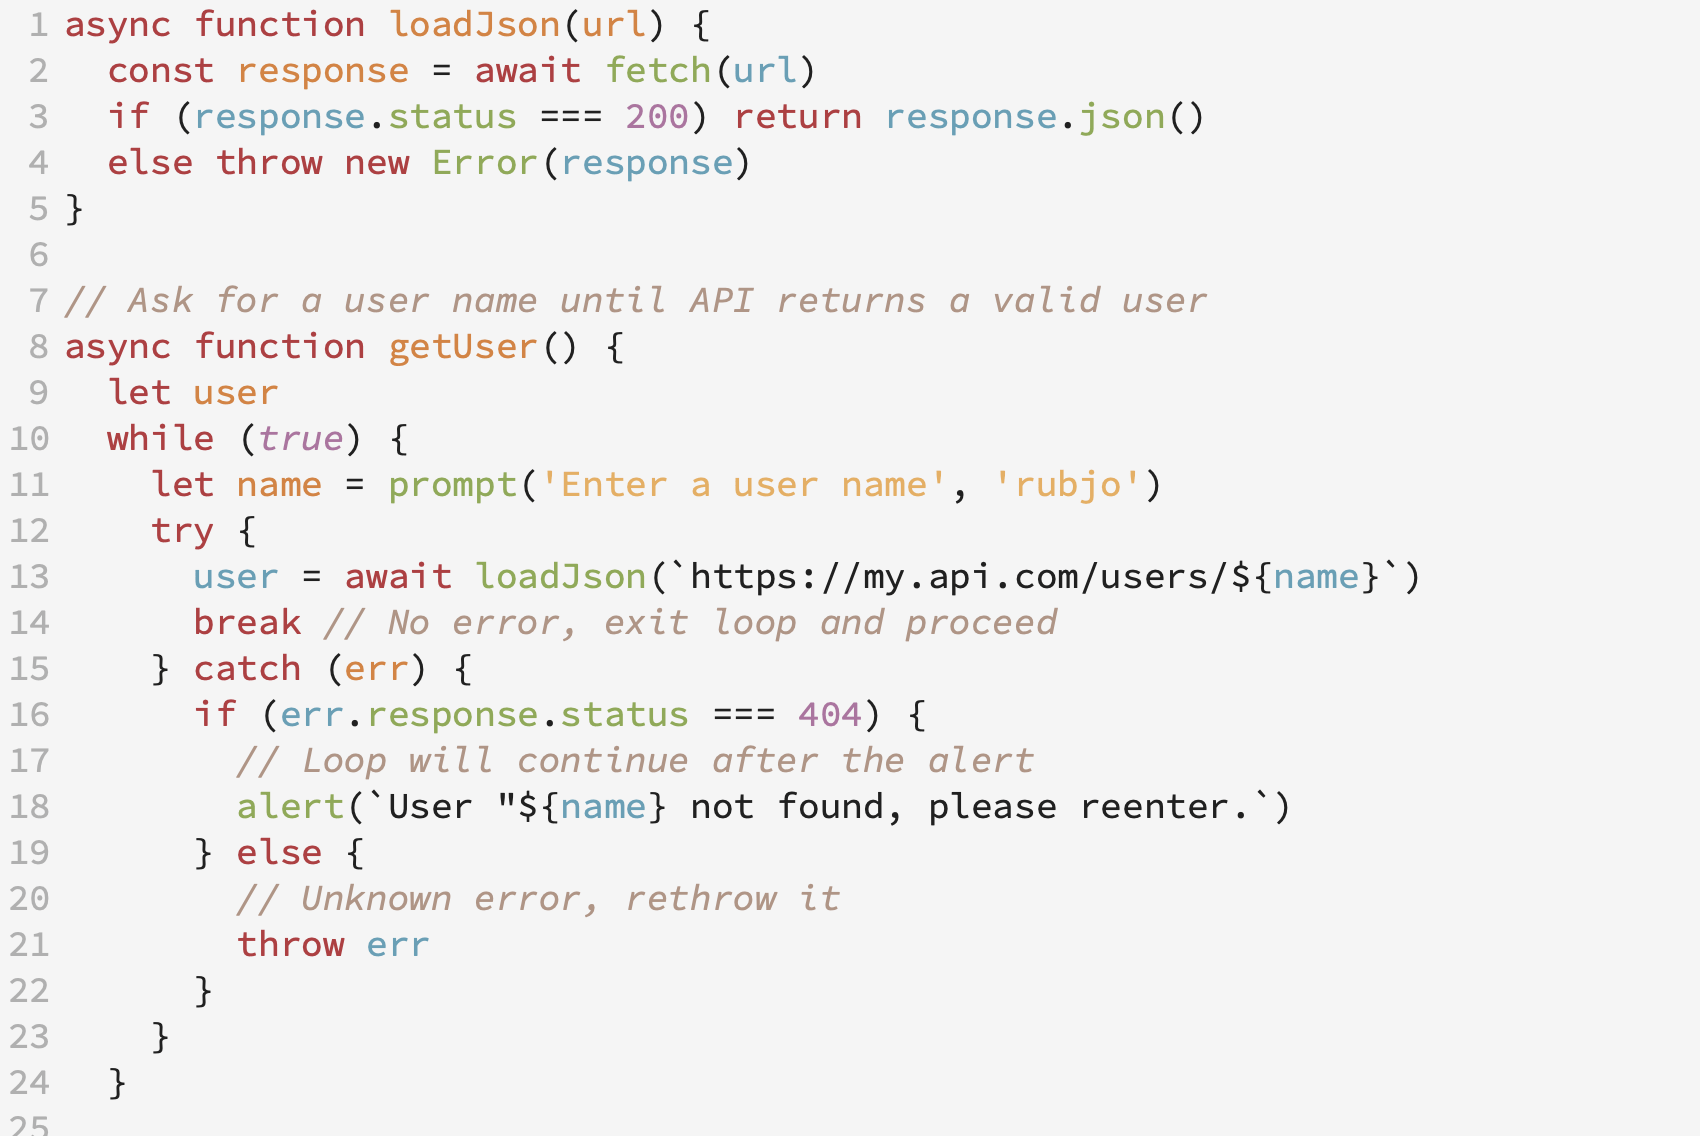 1 async function loadJson(url) {
2   const response = await fetch(url)
3   if (response.status === 200) return response.json()
4   else throw new Error(response)
5 }
6
7 // Ask for a user name until API returns a valid user
8 async function getUser() {
9   let user
10   while (true) {
11     let name = prompt('Enter a user name', 'rubjo')
12     try {
13       user = await loadJson(`https://my.api.com/users/${name}`)
14       break // No error, exit loop and proceed
15     } catch (err) {
16       if (err.response.status === 404) {
17         // Loop will continue after the alert
18         alert(`User "${name} not found, please reenter.`)
19       } else {
20         // Unknown error, rethrow it
21         throw err
22       }
23     }
24   }
25